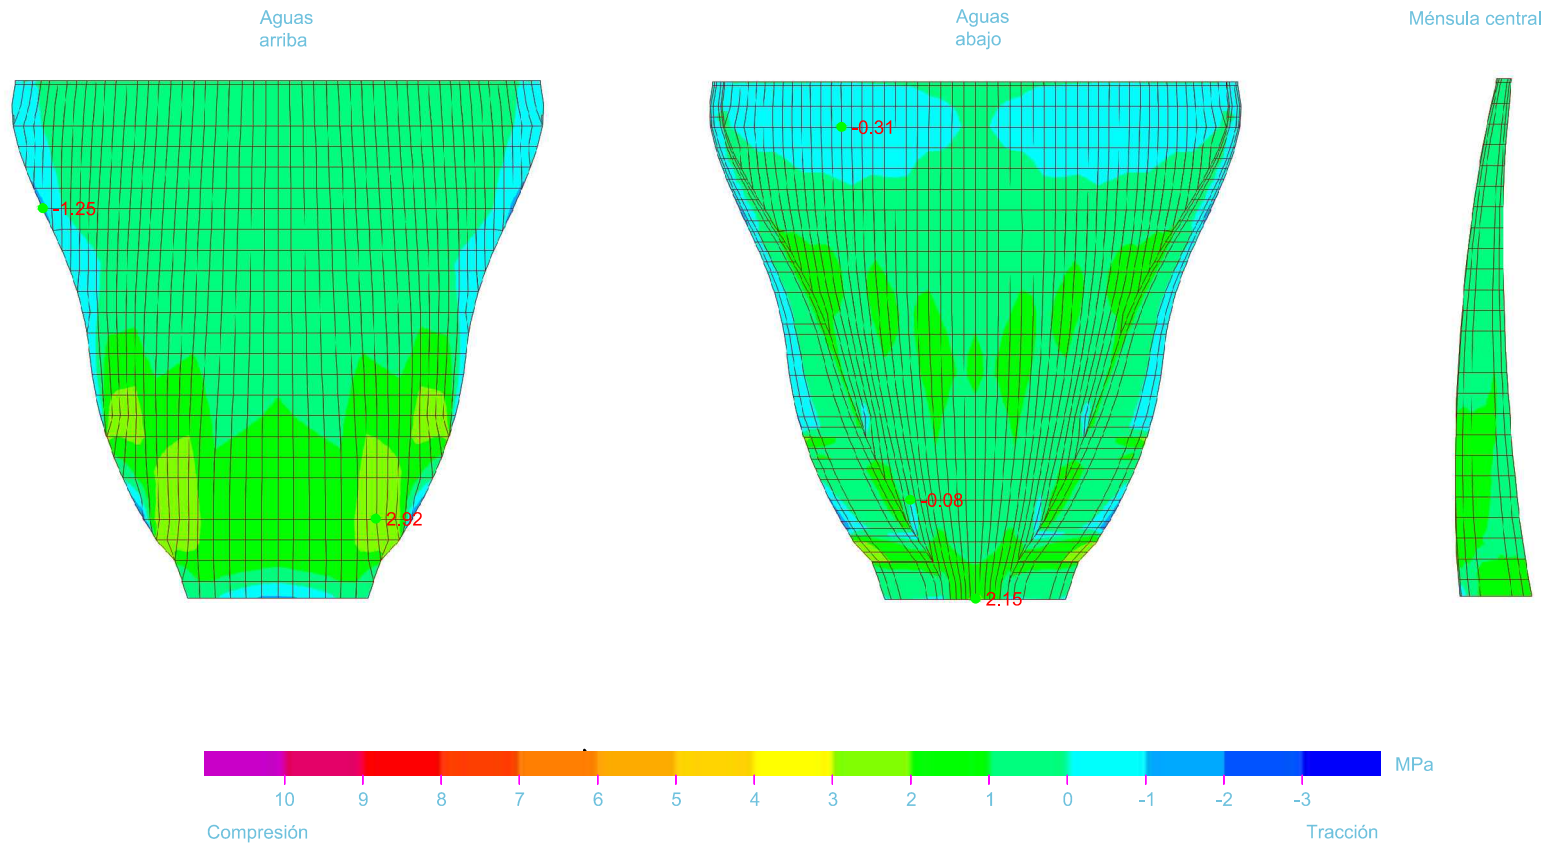 Aguas
arriba
Aguas
abajo
Ménsula central
-0.31
-1.25
-0.08
2.92
2.15
MPa
10 9 8 7 6 5 4 3 2 1 0 -1 -2 -3
Compresión
Tracción